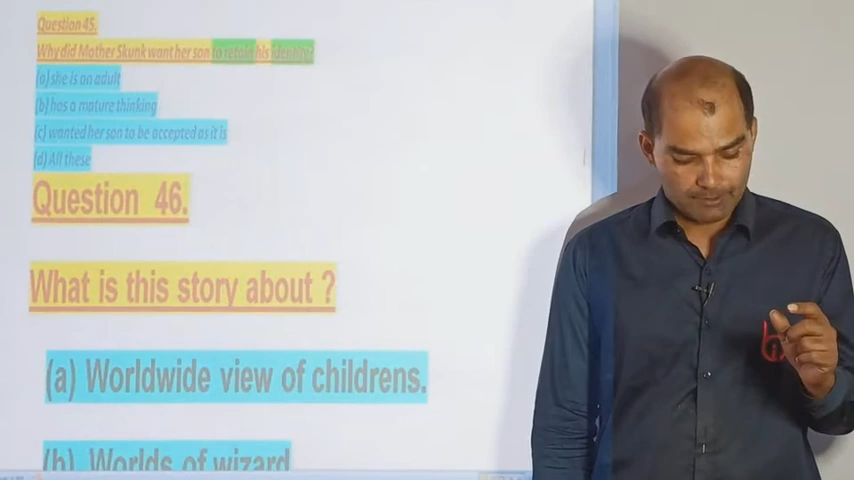 Question 45.
Why did Mother Skunk want her son to retain his identity?
(a) she is an adult
(b) has a mature thinking
(c) wanted her son to be accepted as it is
(d) All these
Question 46.
What is this story about ?
(a) Worldwide view of childrens.
(b) Worlds of wizard